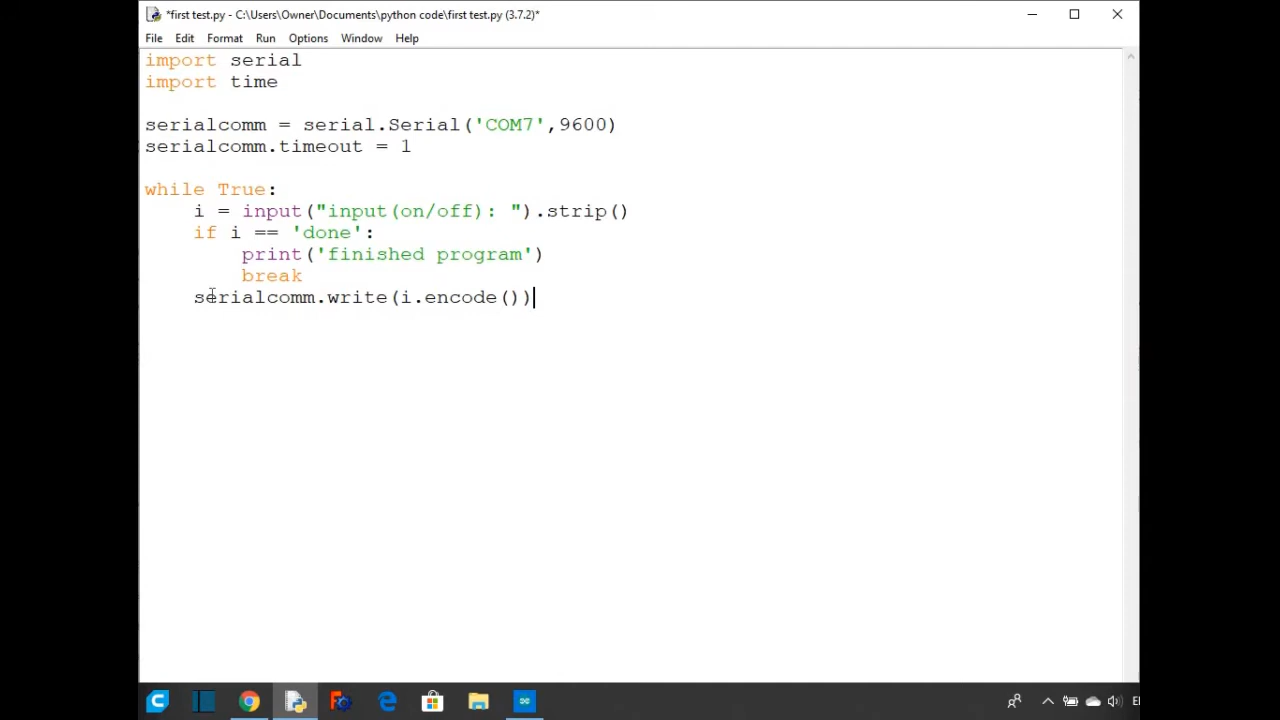 *first test.py - C:\Users\Owner\Documents\python code\first test.py (3.7.2)*
File Edit Format Run Options Window Help
import serial
import time
serialcomm = serial.Serial('COM7',9600)
serialcomm.timeout = 1
while True:
    i = input("input(on/off): ").strip()
    if i == 'done':
        print('finished program')
        break
    serialcomm.write(i.encode())